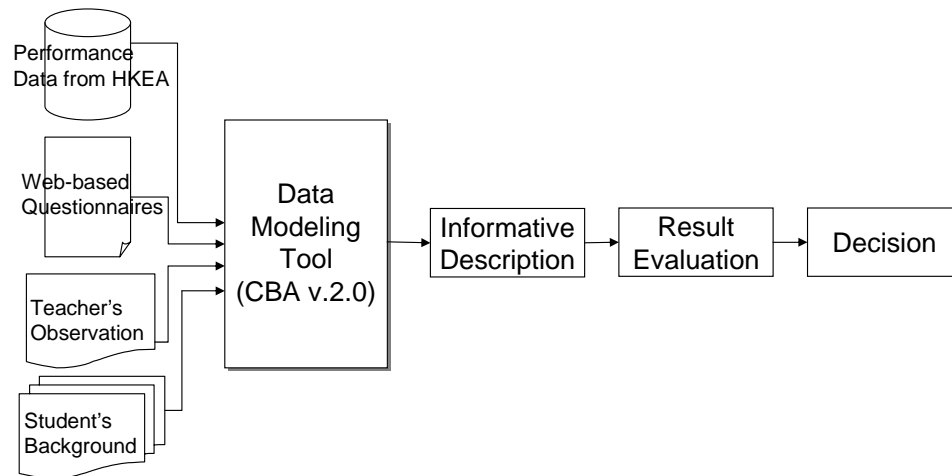 Performance
Data from HKEA
Web-based
Questionnaires
Teacher's
Observation
Student's
Background
Data
Modeling
Tool
(CBA v.2.0)
Informative
Description
Result
Evaluation
Decision